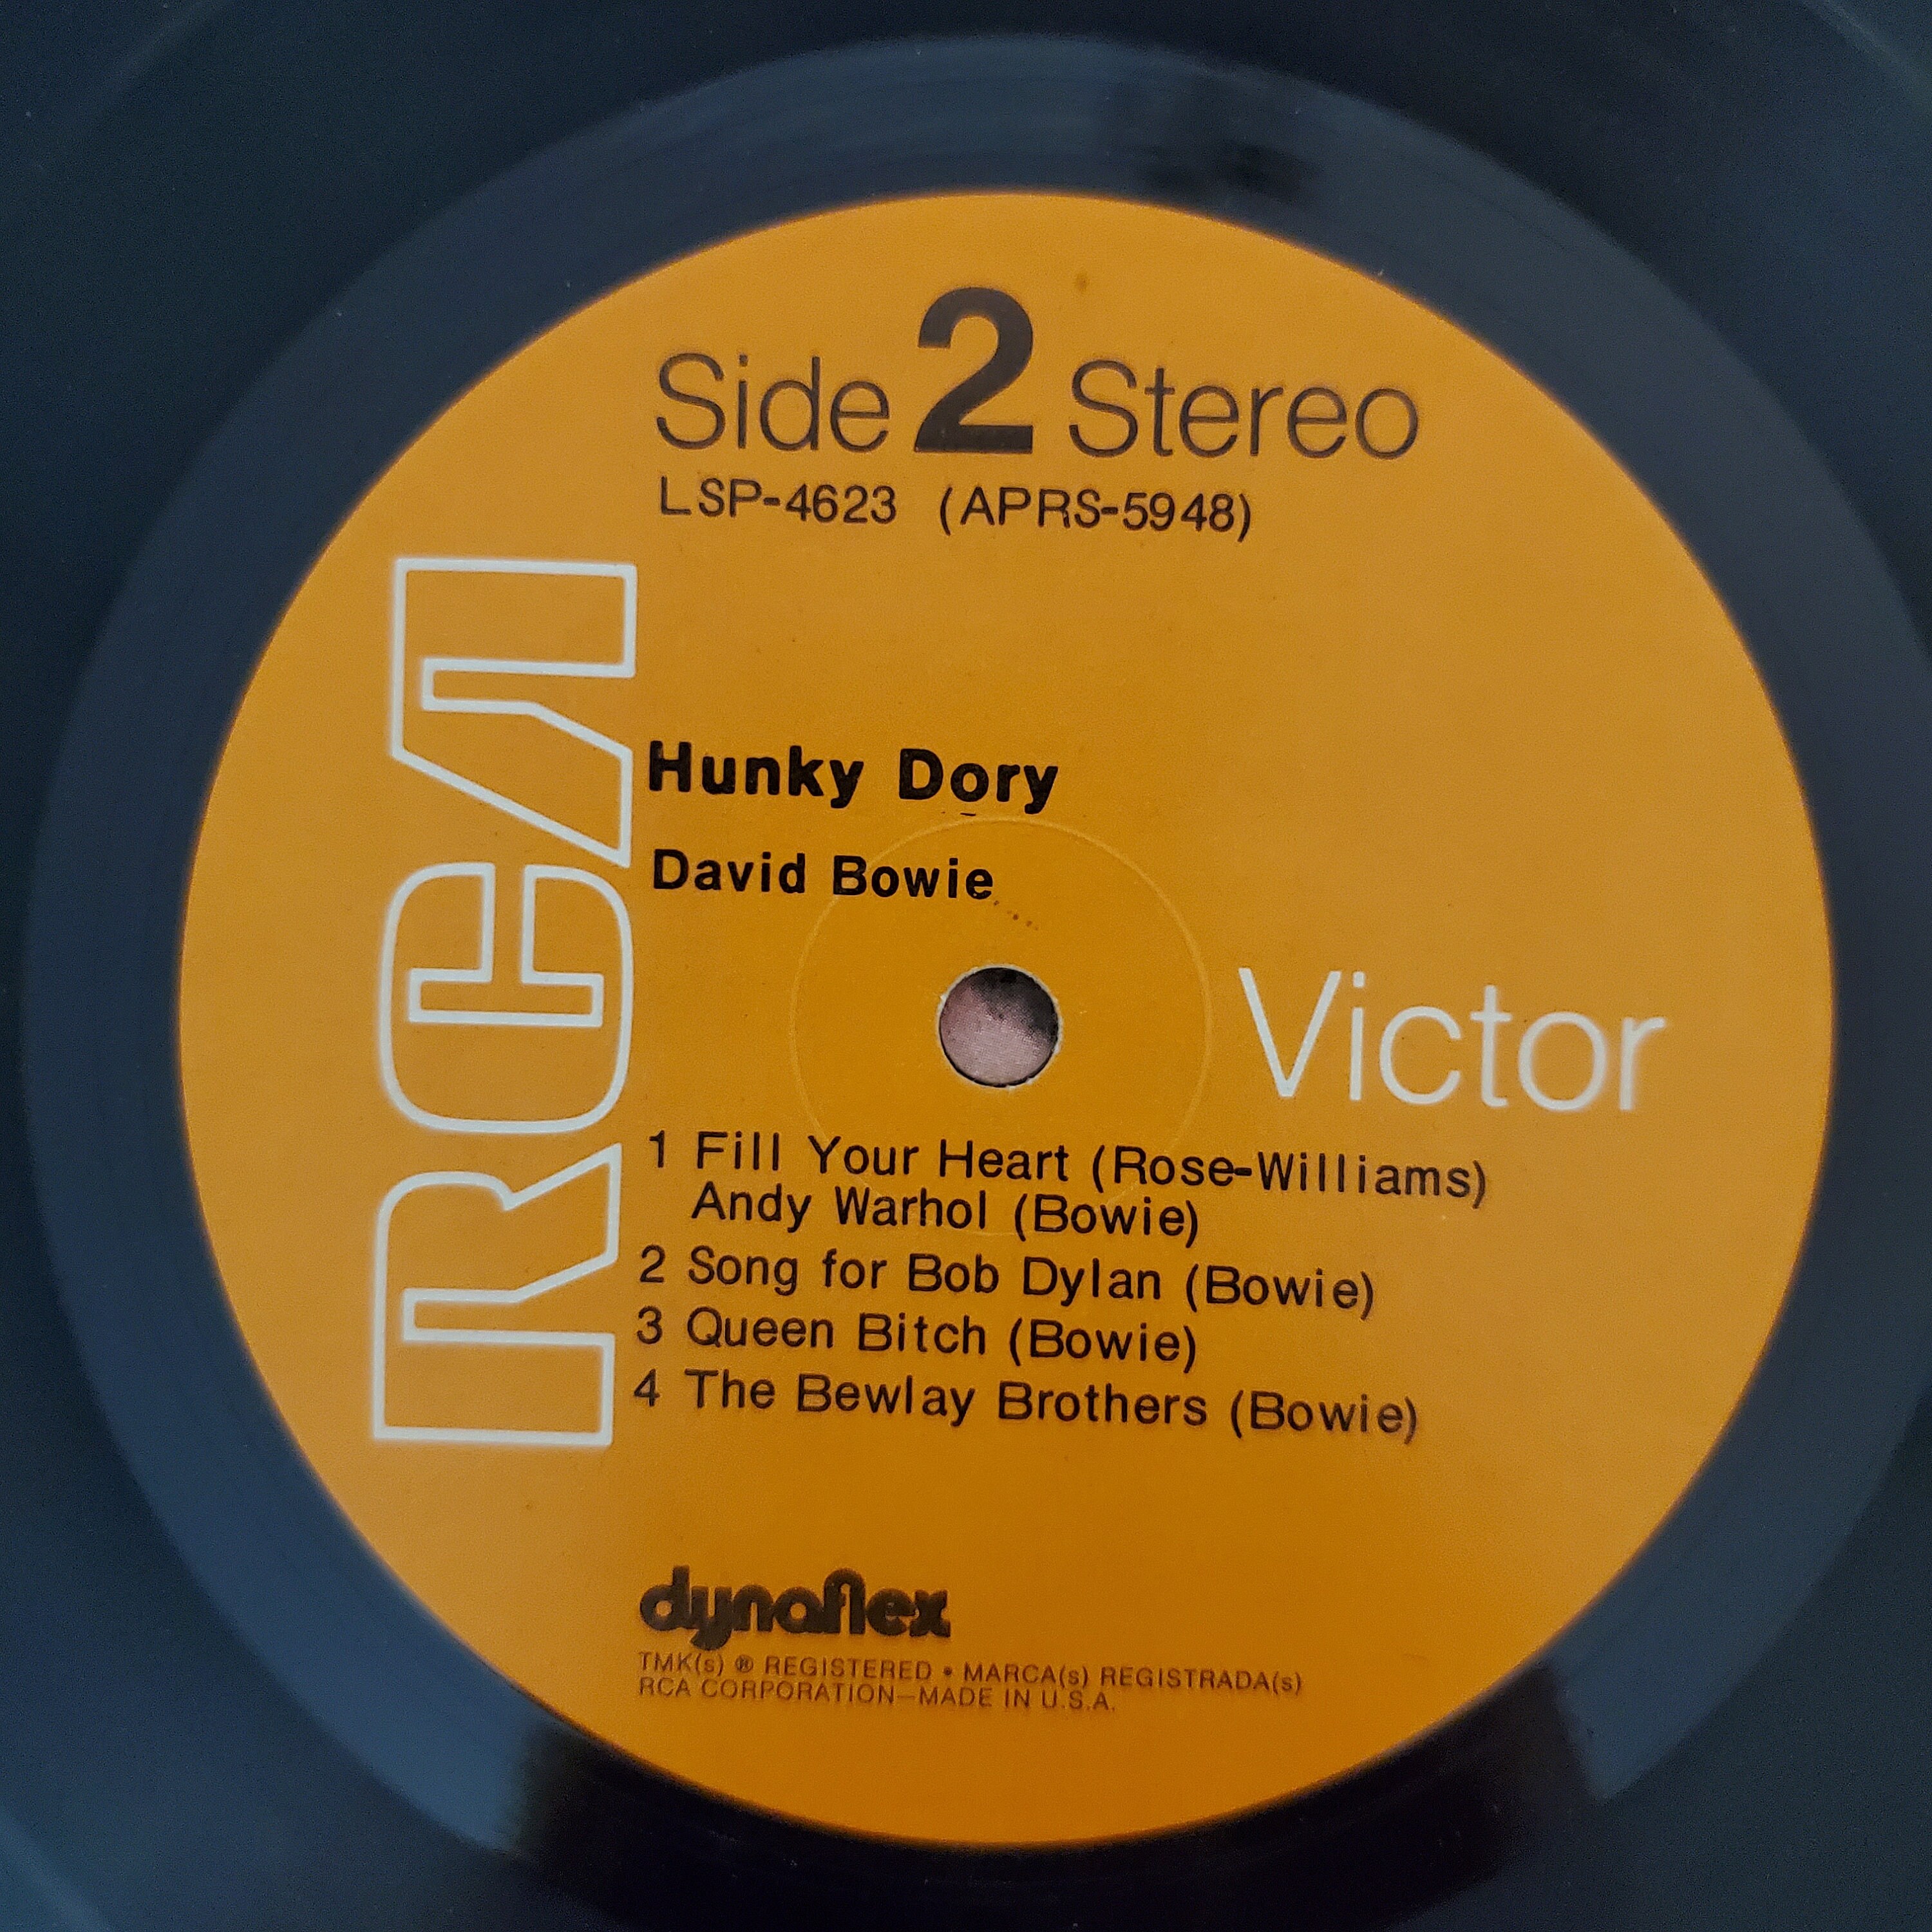 Side 2 Stereo
LSP-4623 (APRS-5948)
RCA
Hunky Dory
David Bowie
Victor
1 Fill Your Heart (Rose-Williams)
Andy Warhol (Bowie)
2 Song for Bob Dylan (Bowie)
3 Queen Bitch (Bowie)
4 The Bewlay Brothers (Bowie)
dynaflex
TMK(s) ® REGISTERED • MARCA(s) REGISTRADA(s)
RCA CORPORATION—MADE IN U.S.A.